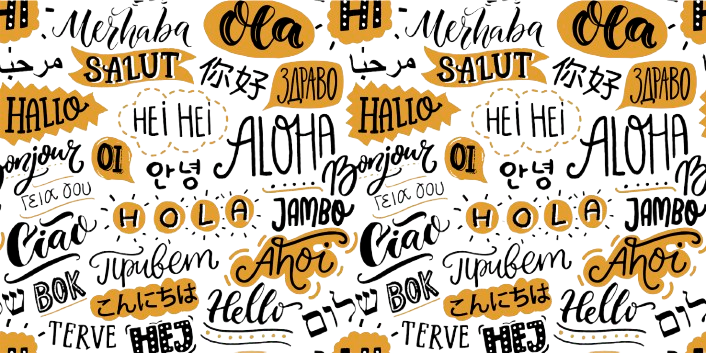 HI Merhaba Ola HI Merhaba Ola
مرحبا SALUT 你好 ЗДРАВО مرحبا SALUT 你好 ЗДРАВО
HALLO HEI HEI ALOHA HALLO HEI HEI ALOHA
Bonjour OI 안녕 Bonjour OI 안녕
Γεια σου HOLA JAMBO Γεια σου HOLA JAMBO
Ciao Привет Ahoi Ciao Привет Ahoi
BOK こんにちは Hello שלום BOK こんにちは Hello
TERVE HEJ TERVE HEJ